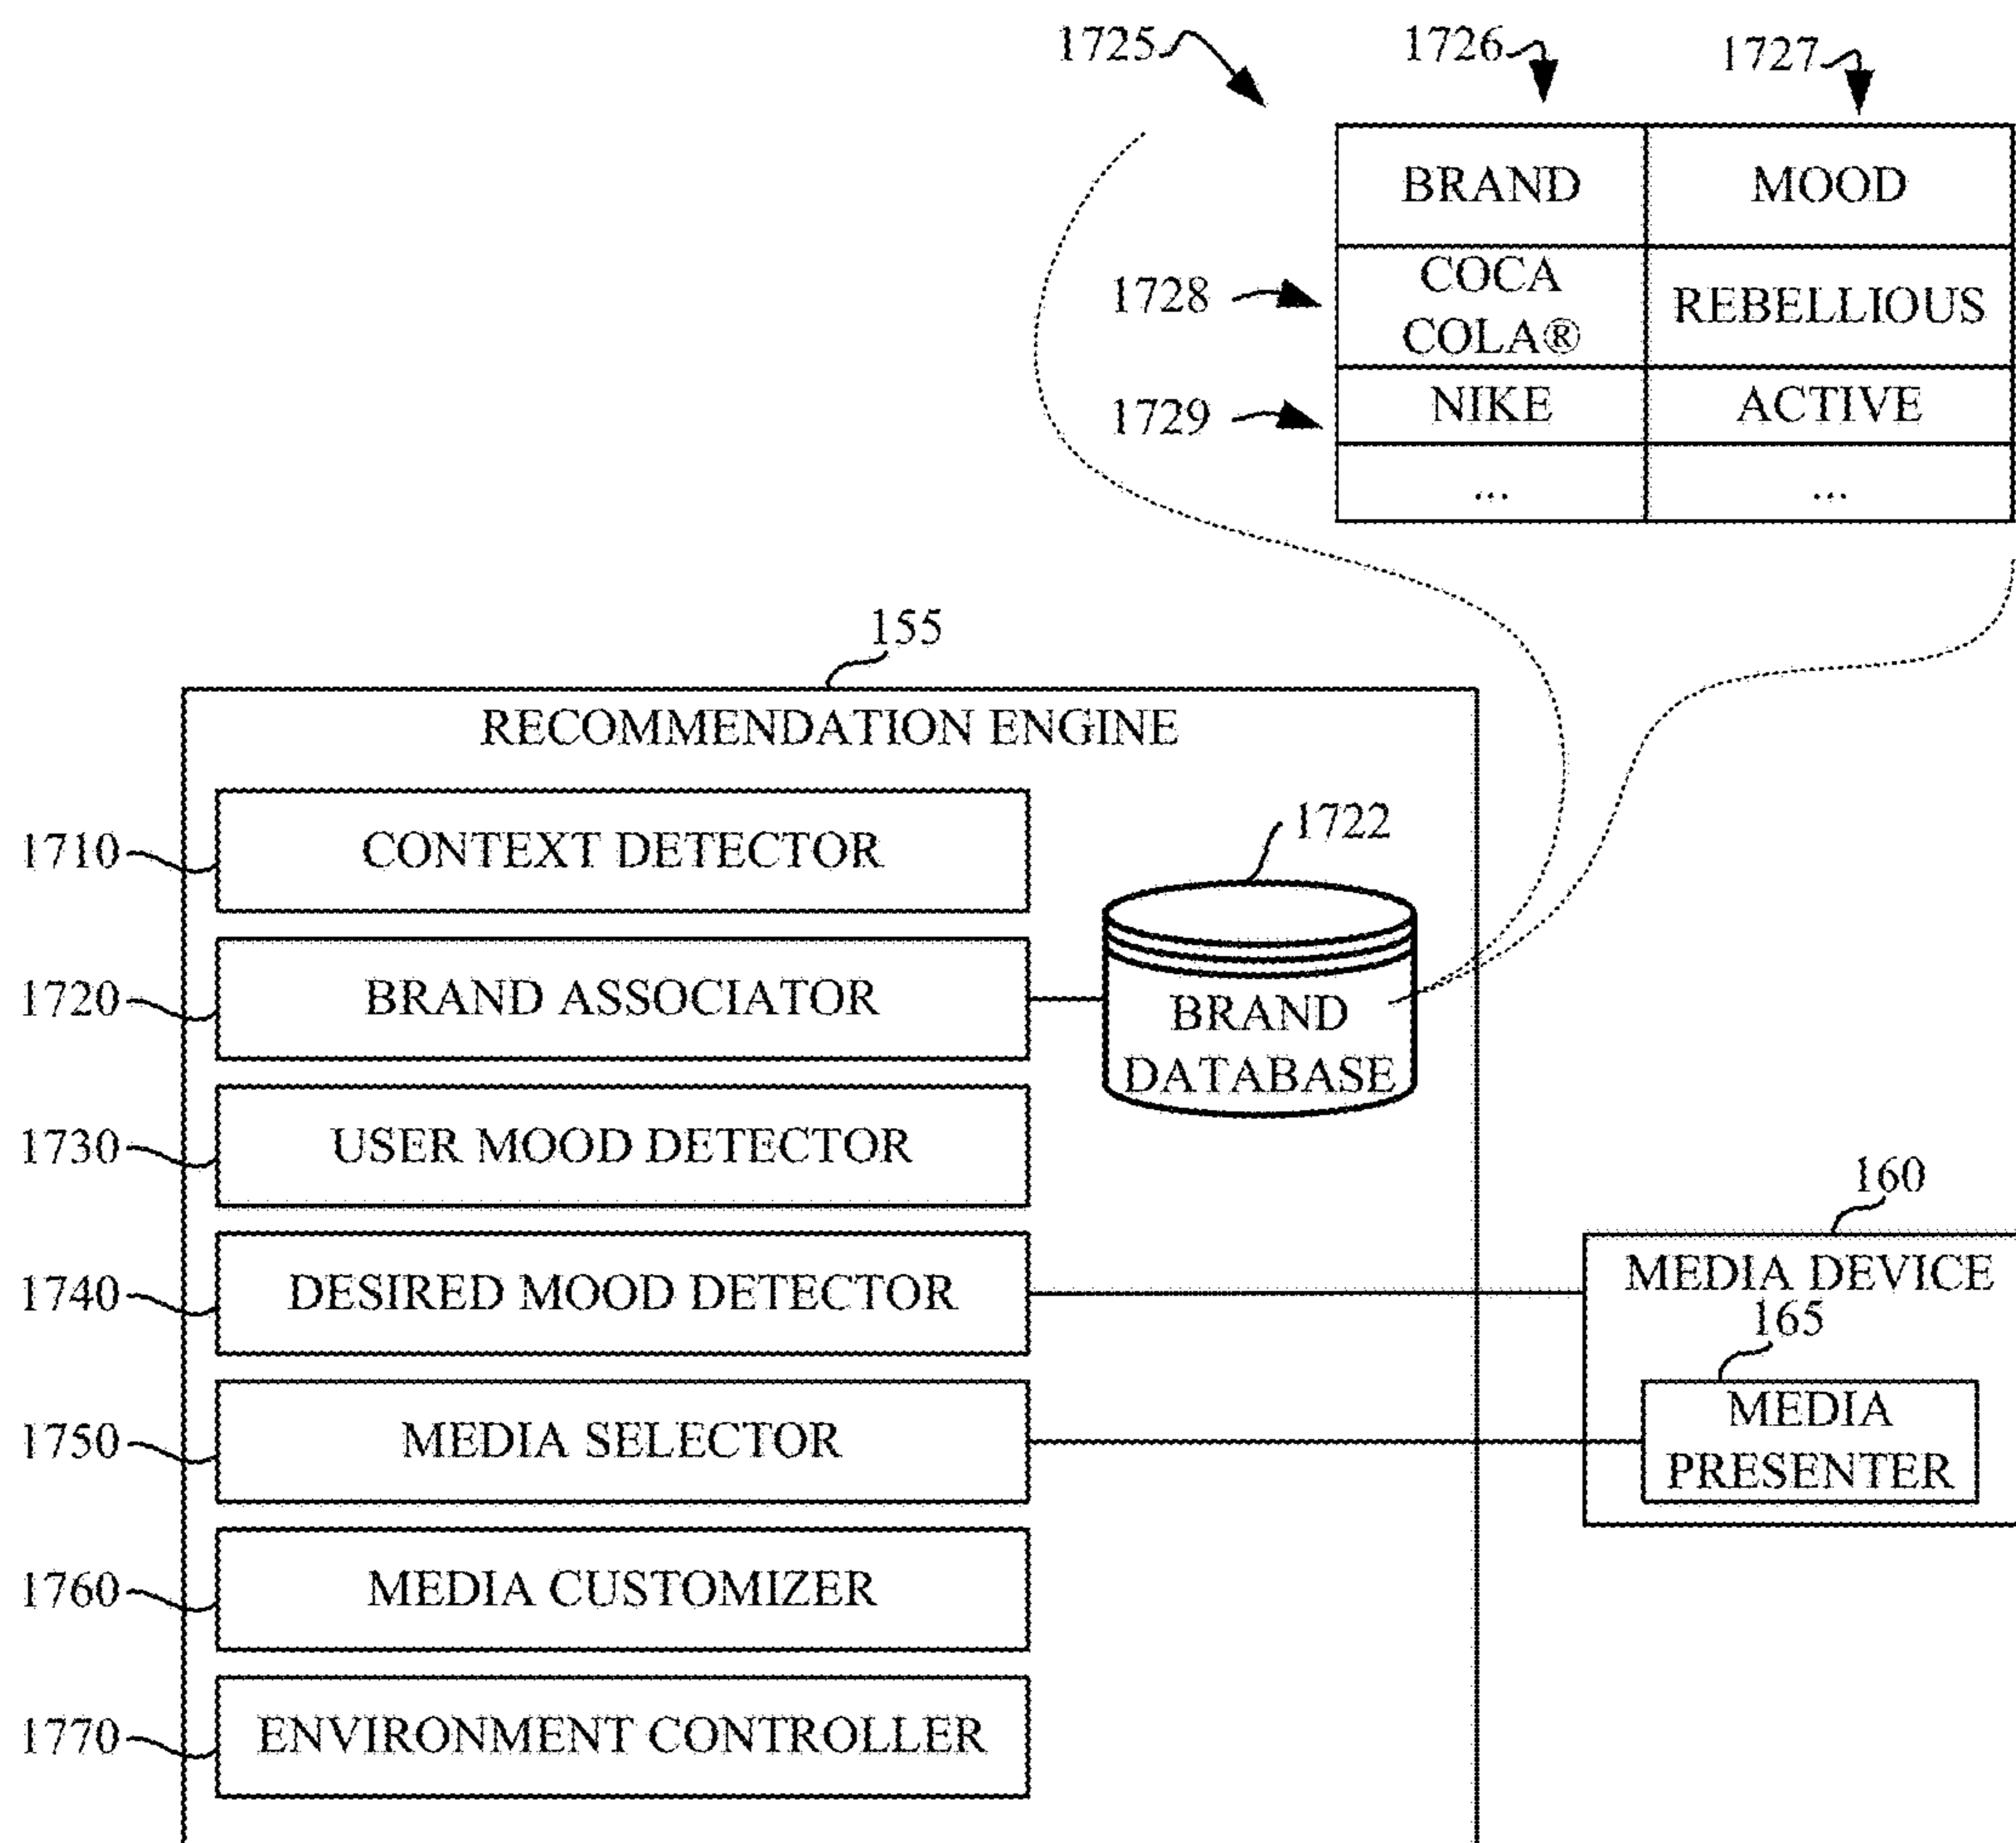 1725
1726
1727
BRAND
MOOD
1728
COCA
COLA®
REBELLIOUS
1729
NIKE
ACTIVE
...
...
155
RECOMMENDATION ENGINE
1710
CONTEXT DETECTOR
1722
1720
BRAND ASSOCIATOR
BRAND
DATABASE
1730
USER MOOD DETECTOR
160
1740
DESIRED MOOD DETECTOR
MEDIA DEVICE
165
1750
MEDIA SELECTOR
MEDIA
PRESENTER
1760
MEDIA CUSTOMIZER
1770
ENVIRONMENT CONTROLLER